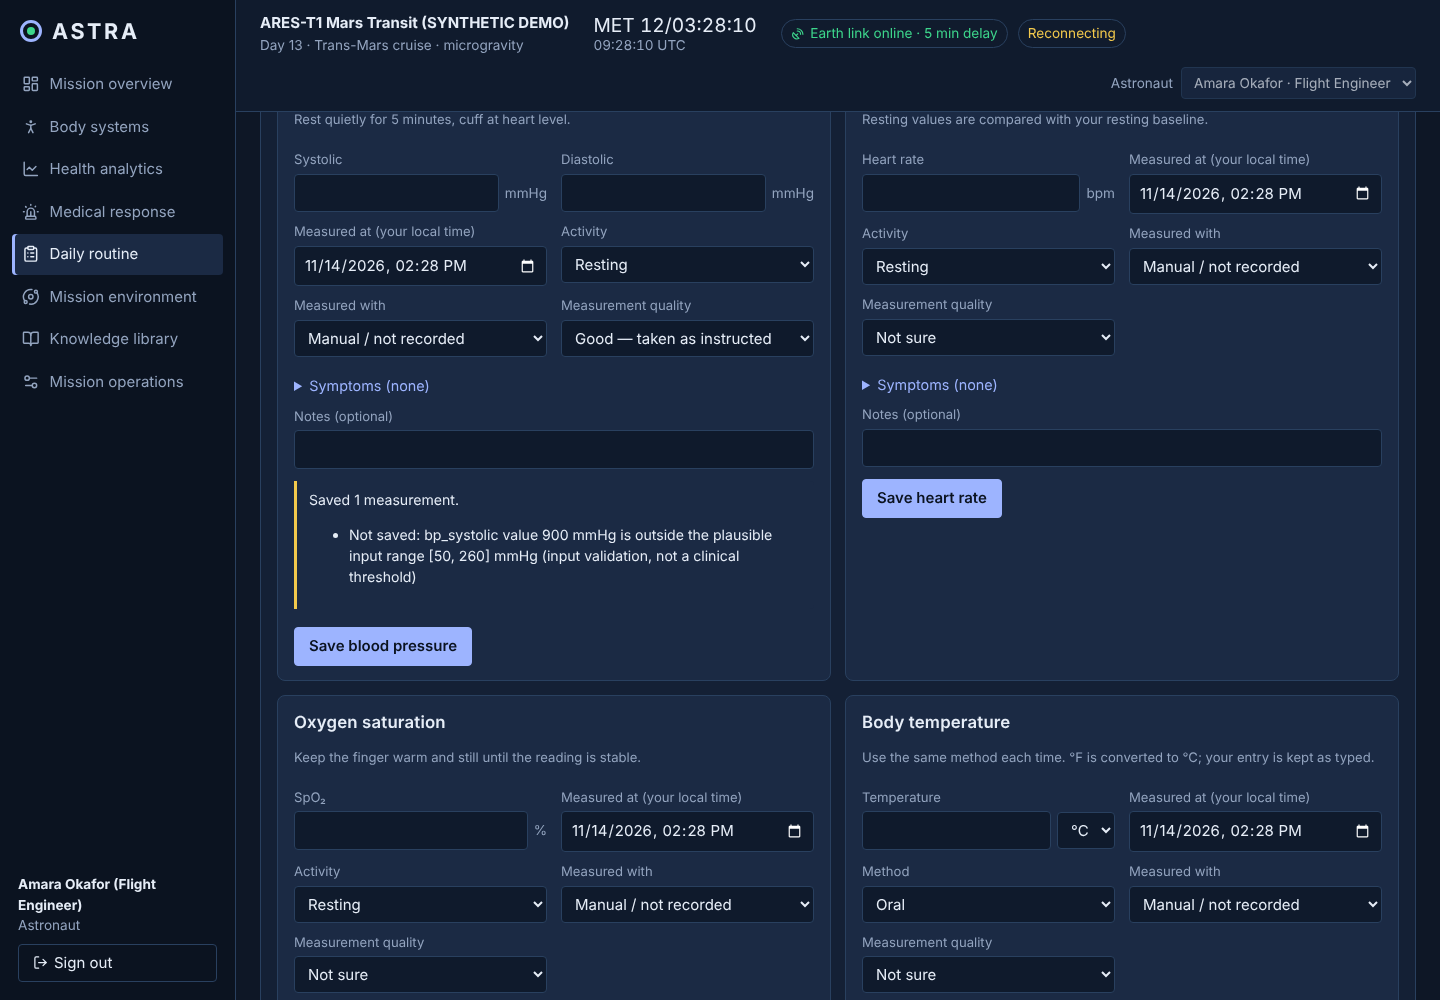 ASTRA
Mission overview
Body systems
Health analytics
Medical response
Daily routine
Mission environment
Knowledge library
Mission operations
Amara Okafor (Flight
Engineer)
Astronaut
Sign out
ARES-T1 Mars Transit (SYNTHETIC DEMO)
Day 13 · Trans-Mars cruise · microgravity
MET 12/03:28:10
09:28:10 UTC
Earth link online · 5 min delay
Reconnecting
Astronaut
Amara Okafor · Flight Engineer
Rest quietly for 5 minutes, cuff at heart level.
Systolic
Diastolic
mmHg
mmHg
Measured at (your local time)
Activity
11/14/2026, 02:28 PM
Resting
Measured with
Measurement quality
Manual / not recorded
Good — taken as instructed
Symptoms (none)
Notes (optional)
Saved 1 measurement.
• Not saved: bp_systolic value 900 mmHg is outside the plausible
input range [50, 260] mmHg (input validation, not a clinical
threshold)
Save blood pressure
Resting values are compared with your resting baseline.
Heart rate
Measured at (your local time)
bpm
11/14/2026, 02:28 PM
Activity
Measured with
Resting
Manual / not recorded
Measurement quality
Not sure
Symptoms (none)
Notes (optional)
Save heart rate
Oxygen saturation
Keep the finger warm and still until the reading is stable.
SpO₂
Measured at (your local time)
%
11/14/2026, 02:28 PM
Activity
Measured with
Resting
Manual / not recorded
Measurement quality
Not sure
Body temperature
Use the same method each time. °F is converted to °C; your entry is kept as typed.
Temperature
Measured at (your local time)
°C
11/14/2026, 02:28 PM
Method
Measured with
Oral
Manual / not recorded
Measurement quality
Not sure